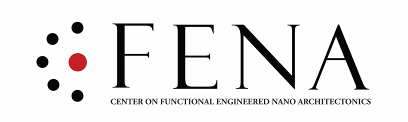 FENA
CENTER ON FUNCTIONAL ENGINEERED NANO ARCHITECTONICS